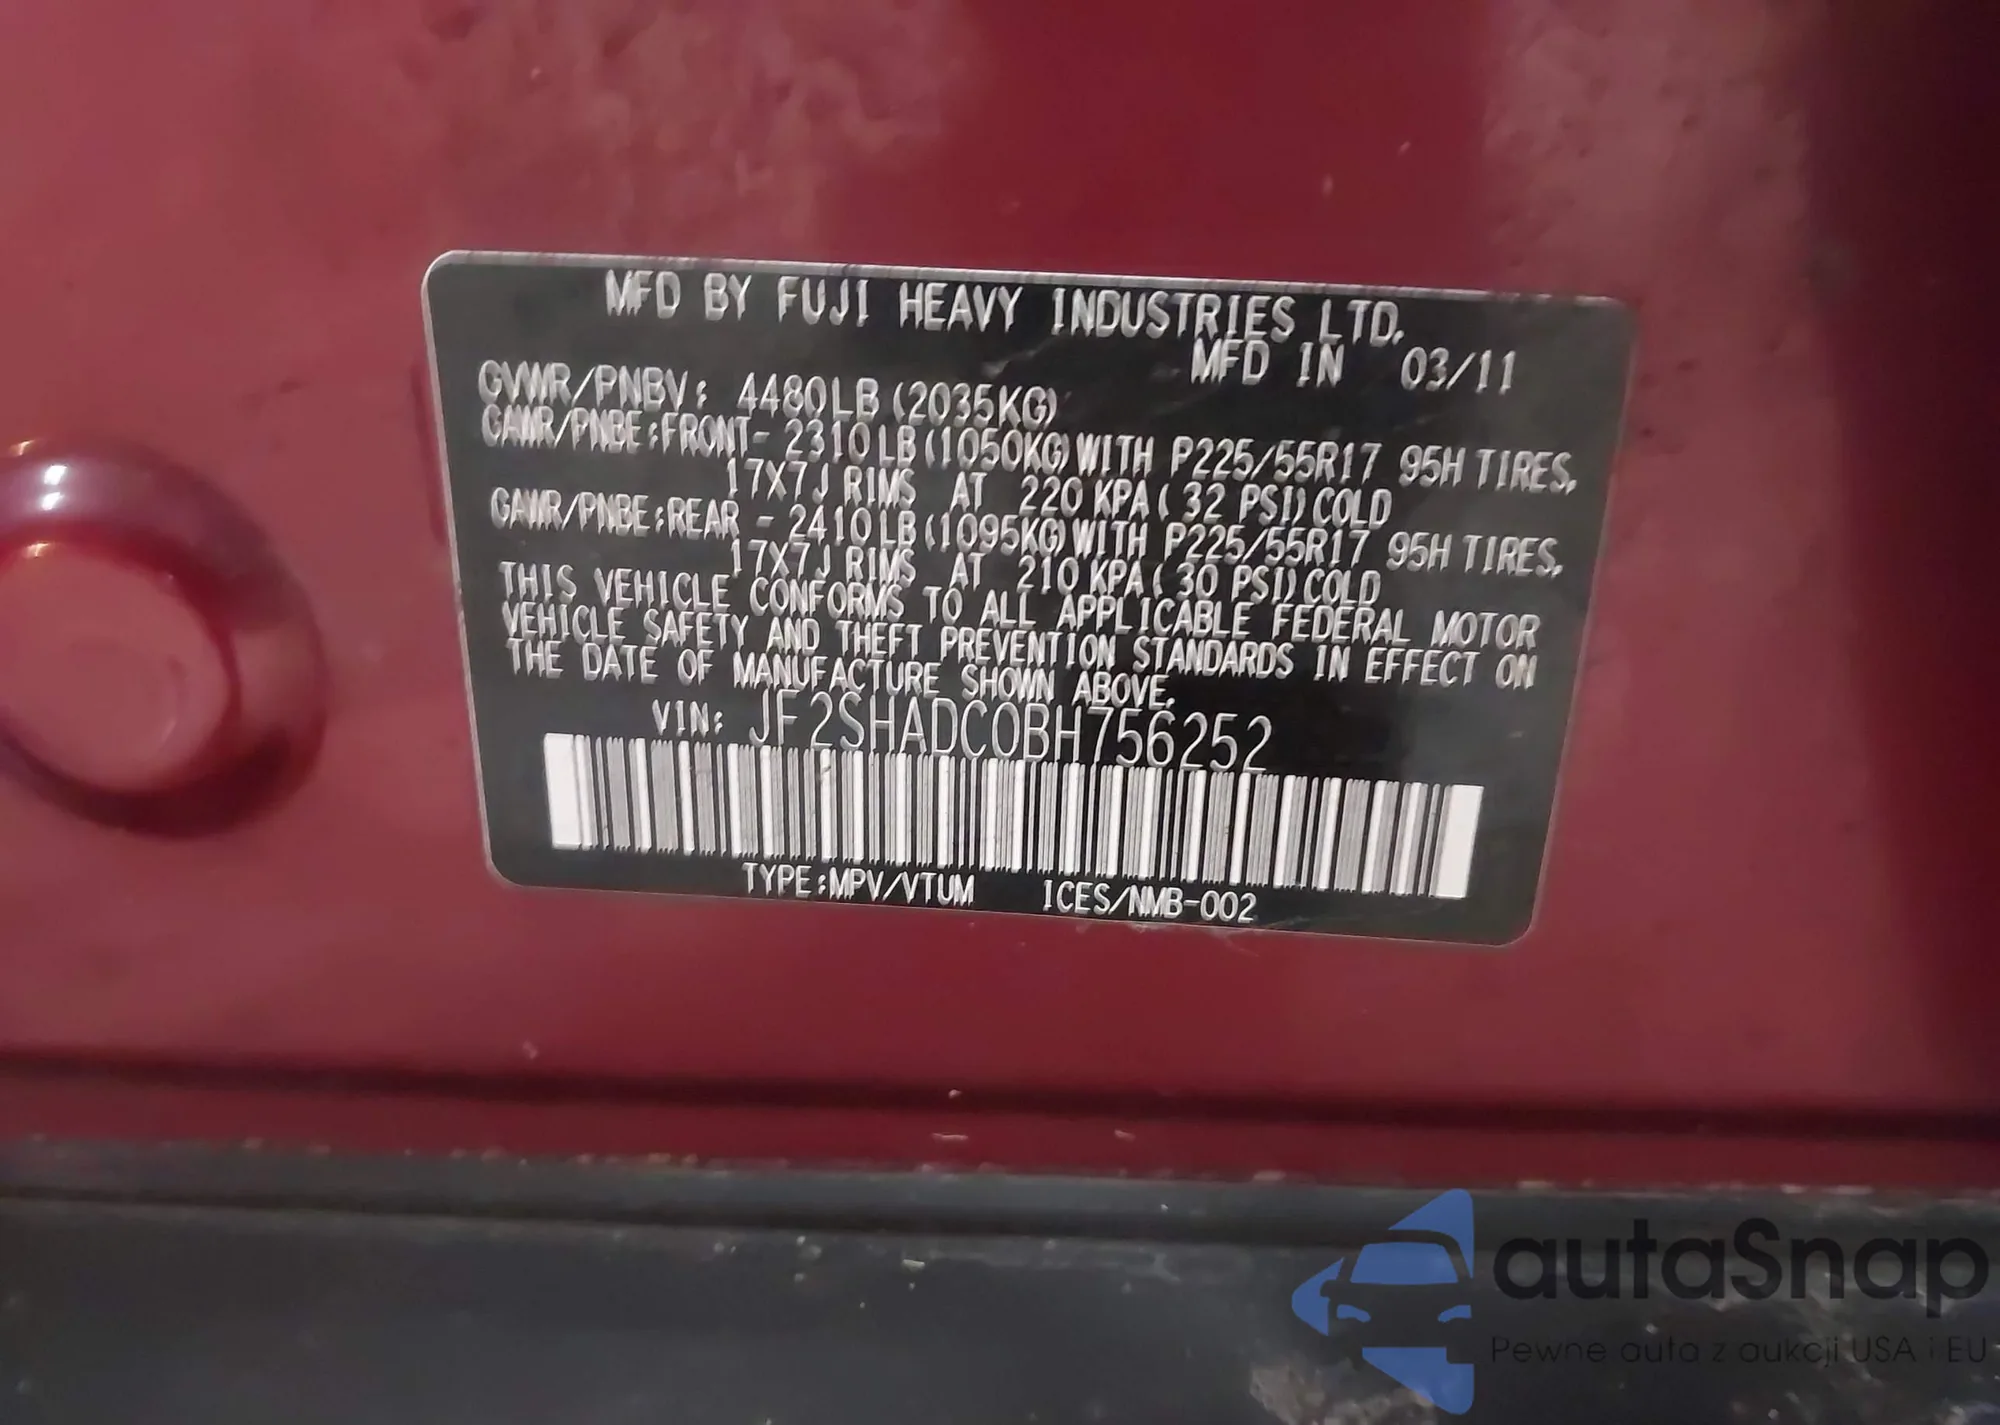 MFD BY FUJI HEAVY INDUSTRIES LTD.
MFD IN 03/11
GVWR/PNBV: 4480LB (2035KG)
GAWR/PNBE:FRONT- 2310LB (1050KG) WITH P225/55R17 95H TIRES,
17X7J RIMS AT 220 KPA ( 32 PSI) COLD
GAWR/PNBE:REAR - 2410LB (1095KG) WITH P225/55R17 95H TIRES,
17X7J RIMS AT 210 KPA ( 30 PSI) COLD
THIS VEHICLE CONFORMS TO ALL APPLICABLE FEDERAL MOTOR
VEHICLE SAFETY AND THEFT PREVENTION STANDARDS IN EFFECT ON
THE DATE OF MANUFACTURE SHOWN ABOVE.
VIN: JF2SHADC0BH756252
TYPE:MPV/VTUM ICES/NMB-002
autaSnap
Pewne auta z aukcji USA i EU